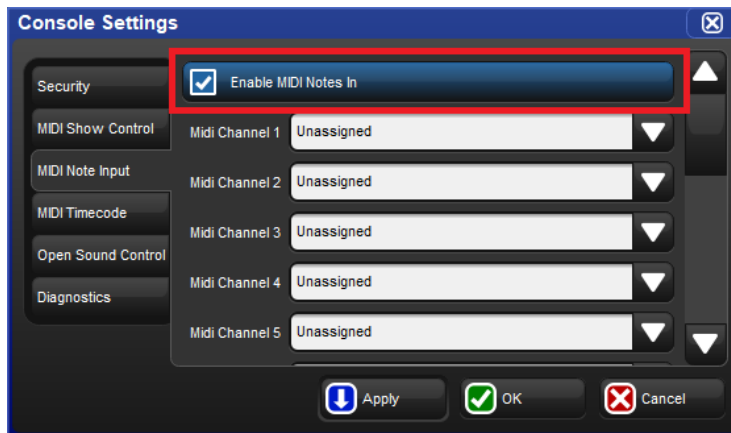 Console Settings
Security
MIDI Show Control
MIDI Note Input
MIDI Timecode
Open Sound Control
Diagnostics
Enable MIDI Notes In
Midi Channel 1 Unassigned
Midi Channel 2 Unassigned
Midi Channel 3 Unassigned
Midi Channel 4 Unassigned
Midi Channel 5 Unassigned
Apply OK Cancel